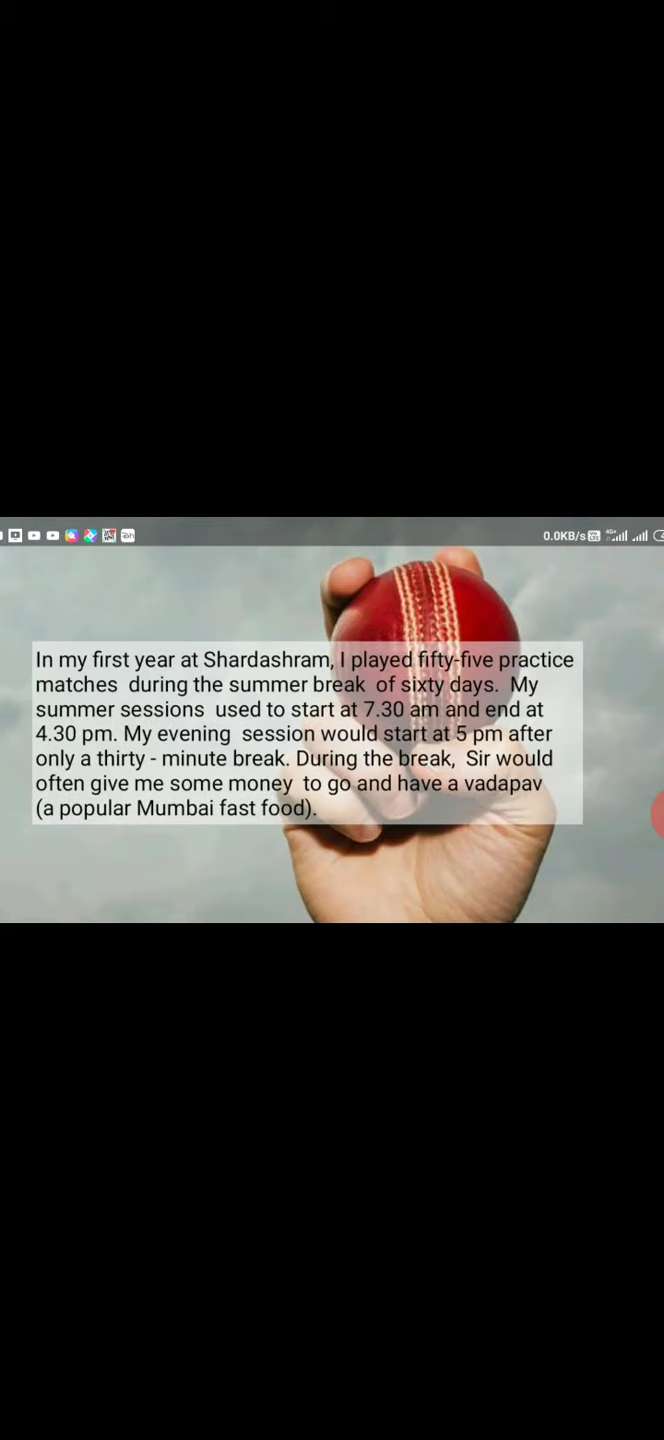 0.0KB/s 4G+
In my first year at Shardashram, I played fifty-five practice
matches during the summer break of sixty days. My
summer sessions used to start at 7.30 am and end at
4.30 pm. My evening session would start at 5 pm after
only a thirty - minute break. During the break, Sir would
often give me some money to go and have a vadapav
(a popular Mumbai fast food).